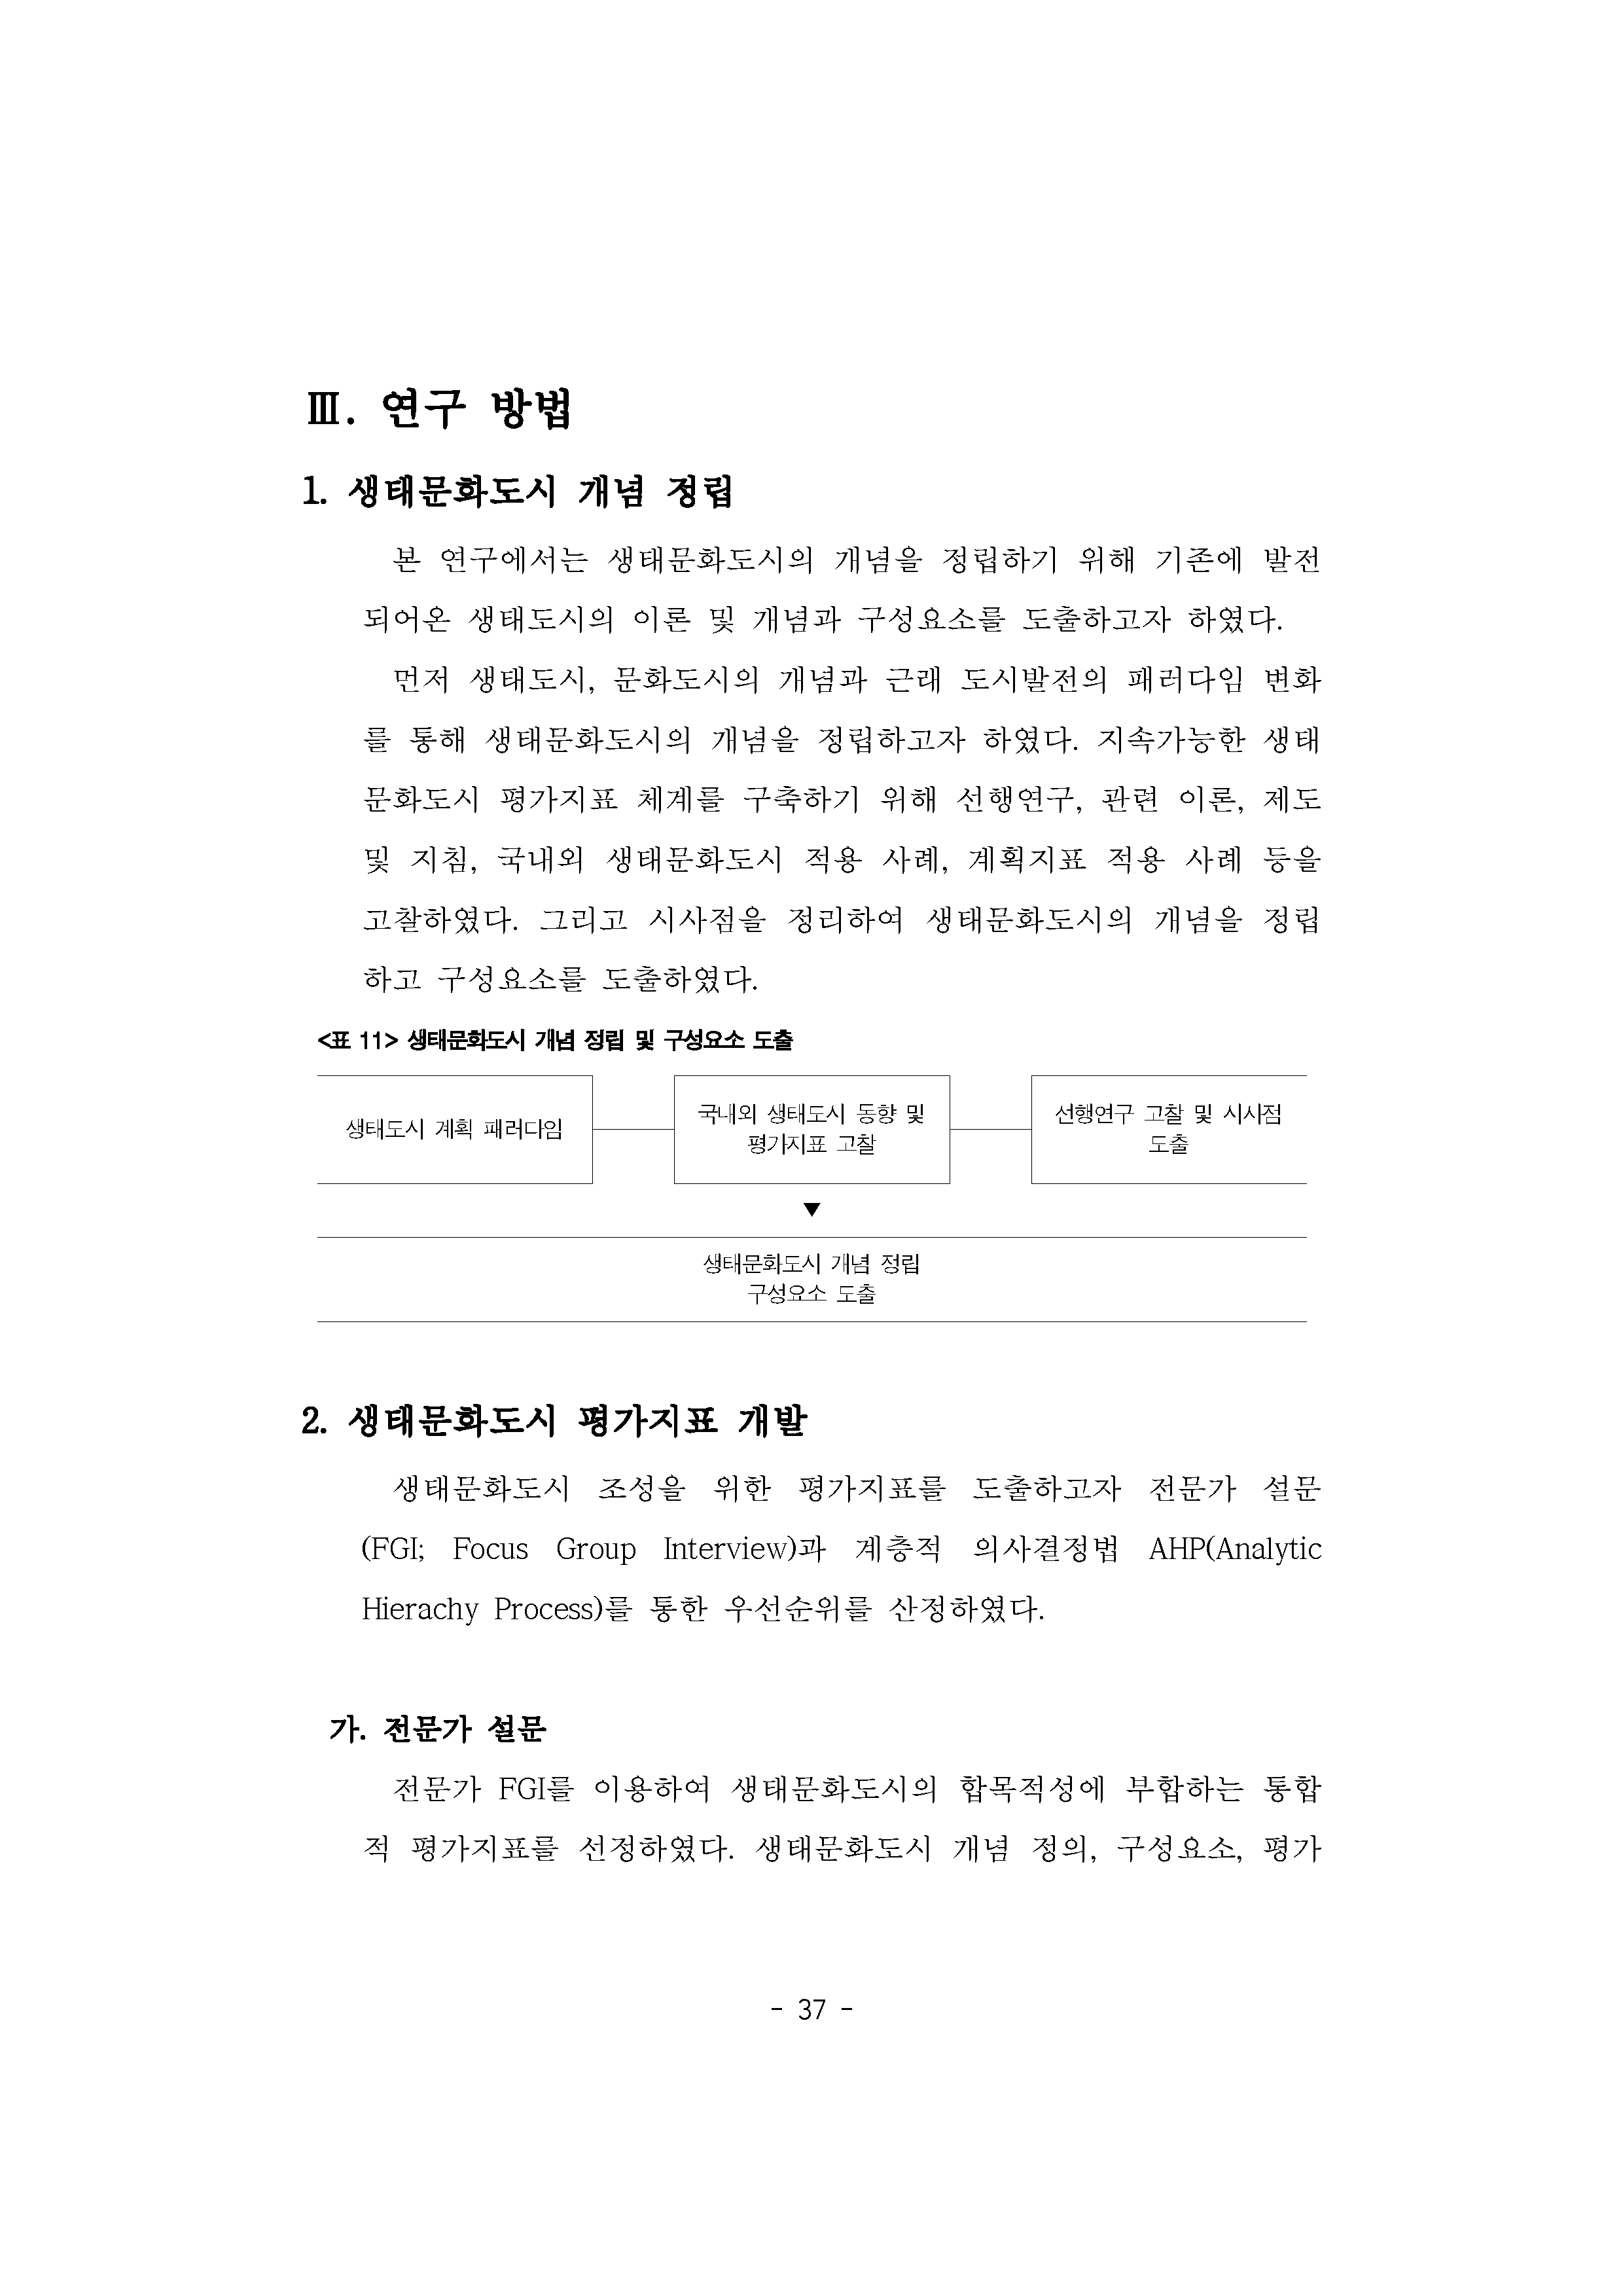 Ⅲ. 연구 방법
1. 생태문화도시 개념 정립
본 연구에서는 생태문화도시의 개념을 정립하기 위해 기존에 발전
되어온 생태도시의 이론 및 개념과 구성요소를 도출하고자 하였다.
먼저 생태도시, 문화도시의 개념과 근래 도시발전의 패러다임 변화
를 통해 생태문화도시의 개념을 정립하고자 하였다. 지속가능한 생태
문화도시 평가지표 체계를 구축하기 위해 선행연구, 관련 이론, 제도
및 지침, 국내외 생태문화도시 적용 사례, 계획지표 적용 사례 등을
고찰하였다. 그리고 시사점을 정리하여 생태문화도시의 개념을 정립
하고 구성요소를 도출하였다.
<표 11> 생태문화도시 개념 정립 및 구성요소 도출
생태도시 계획 패러다임
국내외 생태도시 동향 및
평가지표 고찰
선행연구 고찰 및 시사점
도출
▼
생태문화도시 개념 정립
구성요소 도출
2. 생태문화도시 평가지표 개발
생태문화도시 조성을 위한 평가지표를 도출하고자 전문가 설문
(FGI; Focus Group Interview)과 계층적 의사결정법 AHP(Analytic
Hierachy Process)를 통한 우선순위를 산정하였다.
가. 전문가 설문
전문가 FGI를 이용하여 생태문화도시의 합목적성에 부합하는 통합
적 평가지표를 선정하였다. 생태문화도시 개념 정의, 구성요소, 평가
- 37 -